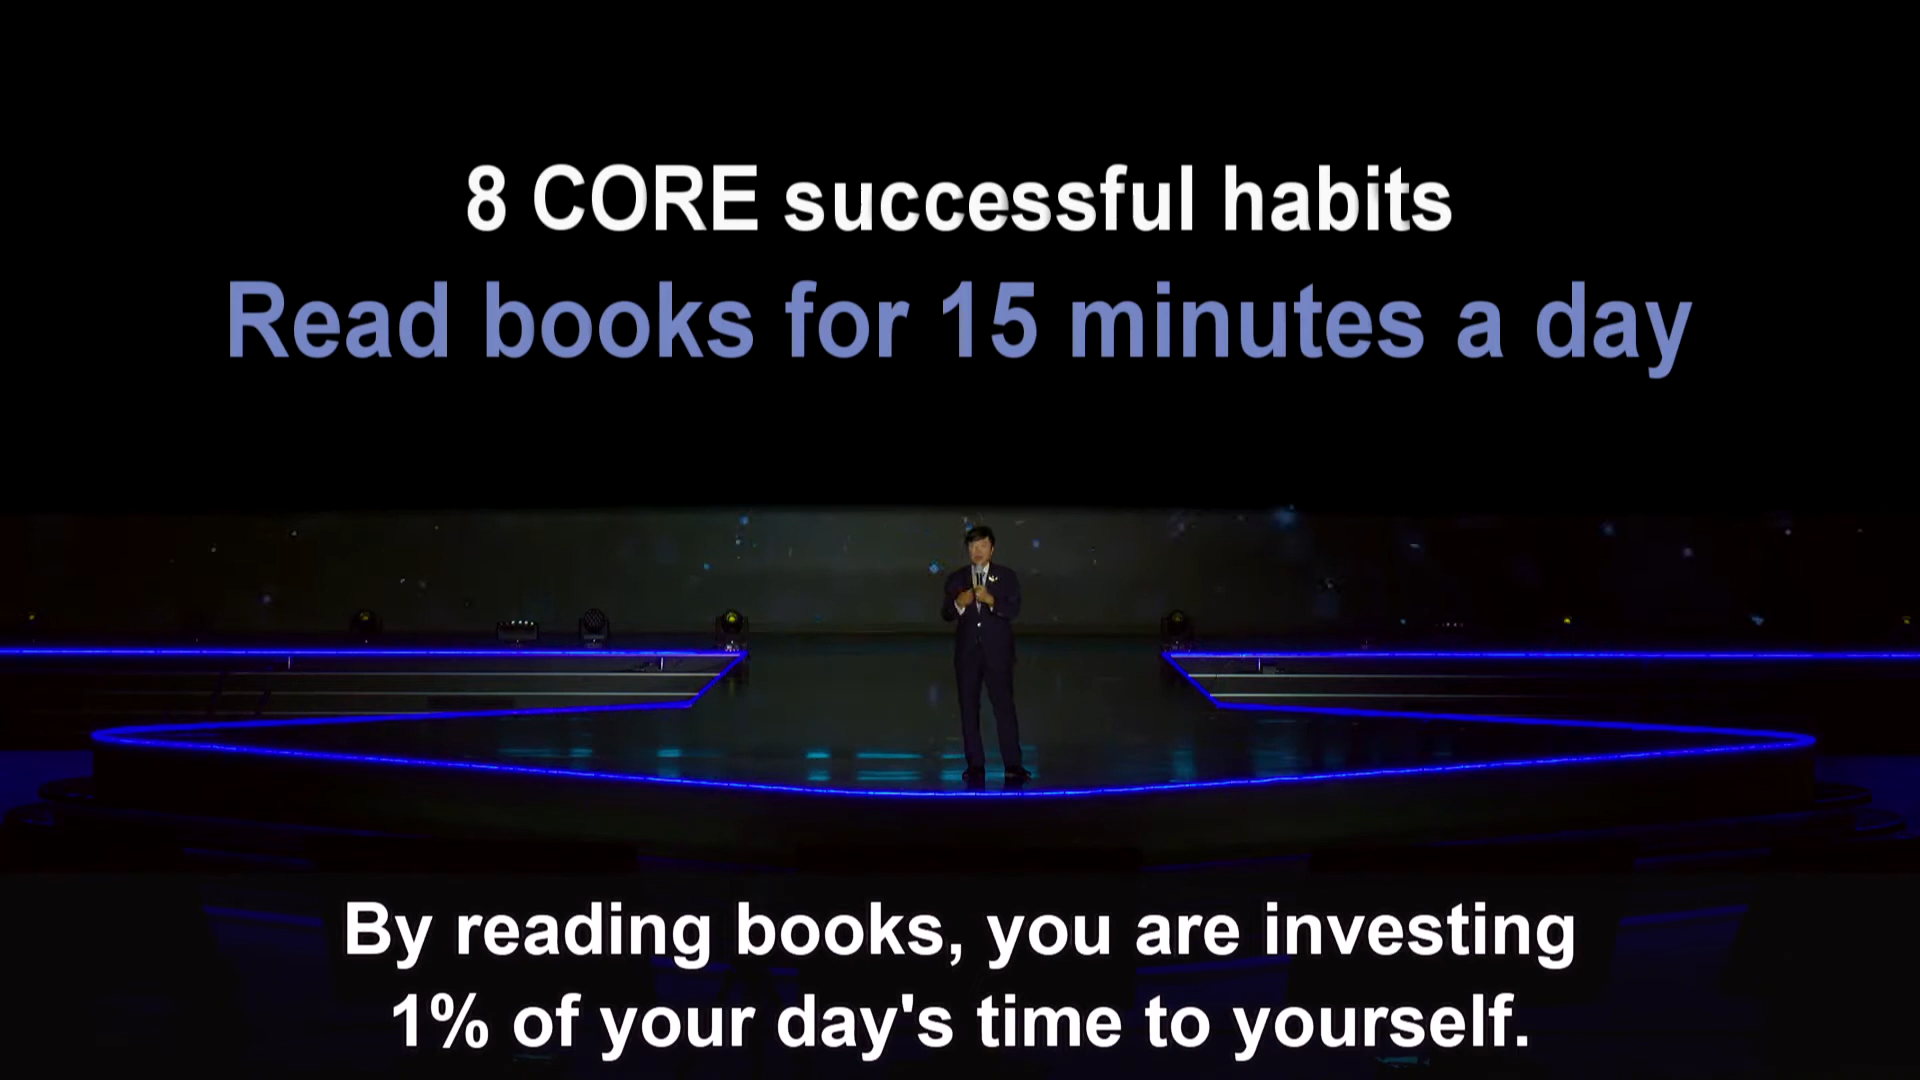 8 CORE successful habits
Read books for 15 minutes a day
By reading books, you are investing
1% of your day's time to yourself.